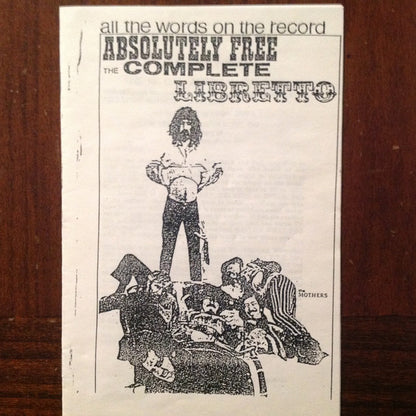 all the words on the record
ABSOLUTELY FREE
THE COMPLETE
LIBRETTO
THE MOTHERS